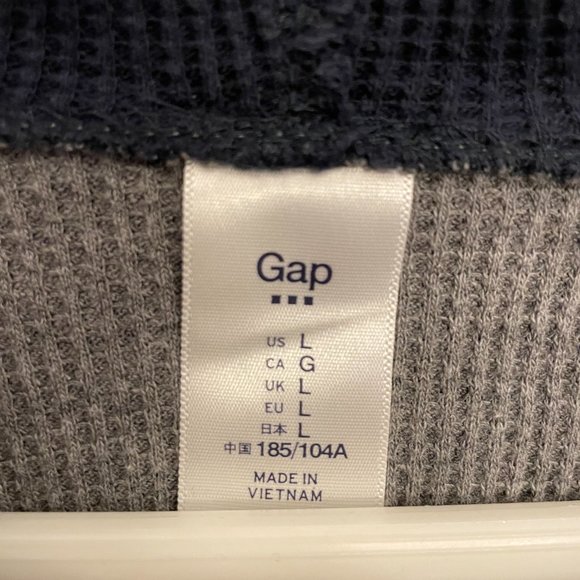 Gap
US L
CA G
UK L
EU L
日本 L
中国 185/104A
MADE IN
VIETNAM